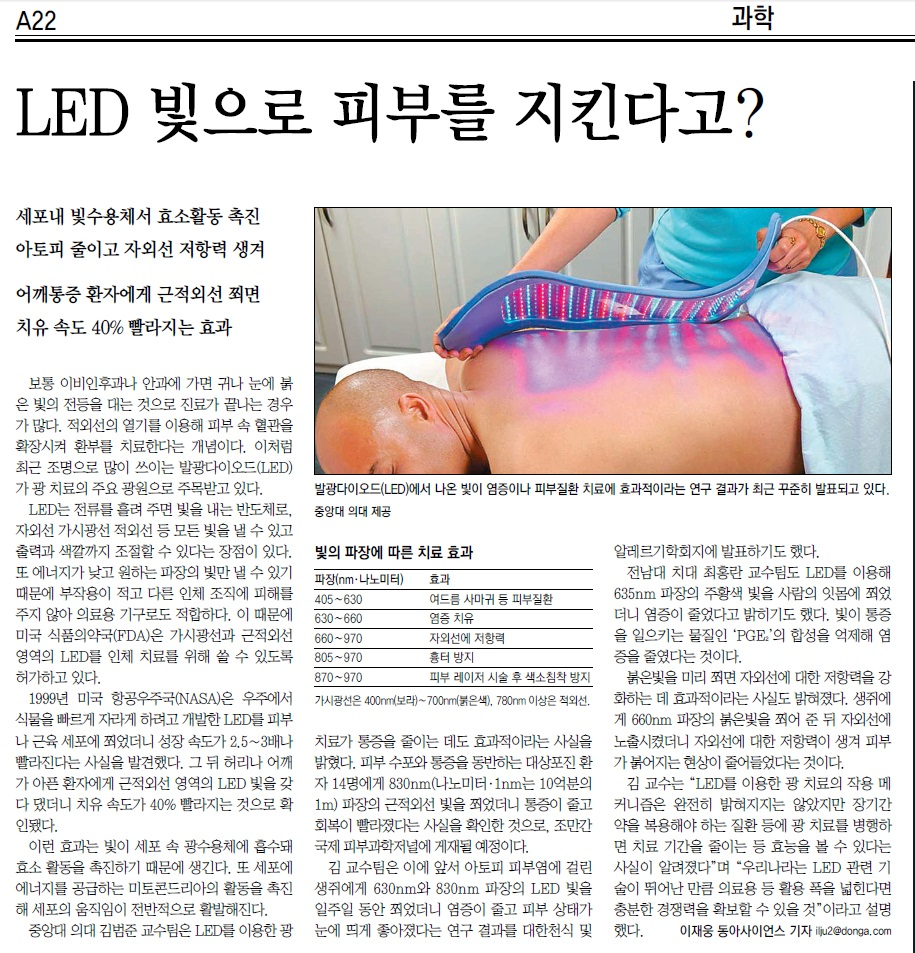 A22
과학
LED 빛으로 피부를 지킨다고?
세포내 빛수용체서 효소활동 촉진
아토피 줄이고 자외선 저항력 생겨
어깨통증 환자에게 근적외선 쬐면
치유 속도 40% 빨라지는 효과
보통 이비인후과나 안과에 가면 귀나 눈에 붉
은 빛의 전등을 대는 것으로 진료가 끝나는 경우
가 많다. 적외선의 열기를 이용해 피부 속 혈관을
확장시켜 환부를 치료한다는 개념이다. 이처럼
최근 조명으로 많이 쓰이는 발광다이오드(LED)
가 광 치료의 주요 광원으로 주목받고 있다.
LED는 전류를 흘려 주면 빛을 내는 반도체로,
자외선 가시광선 적외선 등 모든 빛을 낼 수 있고
출력과 색깔까지 조절할 수 있다는 장점이 있다.
또 에너지가 낮고 원하는 파장의 빛만 낼 수 있기
때문에 부작용이 적고 다른 인체 조직에 피해를
주지 않아 의료용 기구로도 적합하다. 이 때문에
미국 식품의약국(FDA)은 가시광선과 근적외선
영역의 LED를 인체 치료를 위해 쓸 수 있도록
허가하고 있다.
1999년 미국 항공우주국(NASA)은 우주에서
식물을 빠르게 자라게 하려고 개발한 LED를 피부
나 근육 세포에 쬐었더니 성장 속도가 2.5~3배나
빨라진다는 사실을 발견했다. 그 뒤 허리나 어깨
가 아픈 환자에게 근적외선 영역의 LED 빛을 갖
다 댔더니 치유 속도가 40% 빨라지는 것으로 확
인됐다.
이런 효과는 빛이 세포 속 광수용체에 흡수돼
효소 활동을 촉진하기 때문에 생긴다. 또 세포에
에너지를 공급하는 미토콘드리아의 활동을 촉진
해 세포의 움직임이 전반적으로 활발해진다.
중앙대 의대 김범준 교수팀은 LED를 이용한 광
발광다이오드(LED)에서 나온 빛이 염증이나 피부질환 치료에 효과적이라는 연구 결과가 최근 꾸준히 발표되고 있다.
중앙대 의대 제공
빛의 파장에 따른 치료 효과
파장(nm·나노미터) 효과
405~630 여드름 사마귀 등 피부질환
630~660 염증 치유
660~970 자외선에 저항력
805~970 흉터 방지
870~970 피부 레이저 시술 후 색소침착 방지
가시광선은 400nm(보라)~700nm(붉은색), 780nm 이상은 적외선.
치료가 통증을 줄이는 데도 효과적이라는 사실을
밝혔다. 피부 수포와 통증을 동반하는 대상포진 환
자 14명에게 830nm(나노미터·1nm는 10억분의
1m) 파장의 근적외선 빛을 쬐었더니 통증이 줄고
회복이 빨라졌다는 사실을 확인한 것으로, 조만간
국제 피부과학저널에 게재될 예정이다.
김 교수팀은 이에 앞서 아토피 피부염에 걸린
생쥐에게 630nm와 830nm 파장의 LED 빛을
일주일 동안 쬐었더니 염증이 줄고 피부 상태가
눈에 띄게 좋아졌다는 연구 결과를 대한천식 및
알레르기학회지에 발표하기도 했다.
전남대 치대 최홍란 교수팀도 LED를 이용해
635nm 파장의 주황색 빛을 사람의 잇몸에 쬐었
더니 염증이 줄었다고 밝히기도 했다. 빛이 통증
을 일으키는 물질인 ‘PGE₂’의 합성을 억제해 염
증을 줄였다는 것이다.
붉은빛을 미리 쬐면 자외선에 대한 저항력을 강
화하는 데 효과적이라는 사실도 밝혀졌다. 생쥐에
게 660nm 파장의 붉은빛을 쬐어 준 뒤 자외선에
노출시켰더니 자외선에 대한 저항력이 생겨 피부
가 붉어지는 현상이 줄어들었다는 것이다.
김 교수는 “LED를 이용한 광 치료의 작용 메
커니즘은 완전히 밝혀지지는 않았지만 장기간
약을 복용해야 하는 질환 등에 광 치료를 병행하
면 치료 기간을 줄이는 등 효능을 볼 수 있다는
사실이 알려졌다”며 “우리나라는 LED 관련 기
술이 뛰어난 만큼 의료용 등 활용 폭을 넓힌다면
충분한 경쟁력을 확보할 수 있을 것”이라고 설명
했다. 이재웅 동아사이언스 기자 ilju2@donga.com